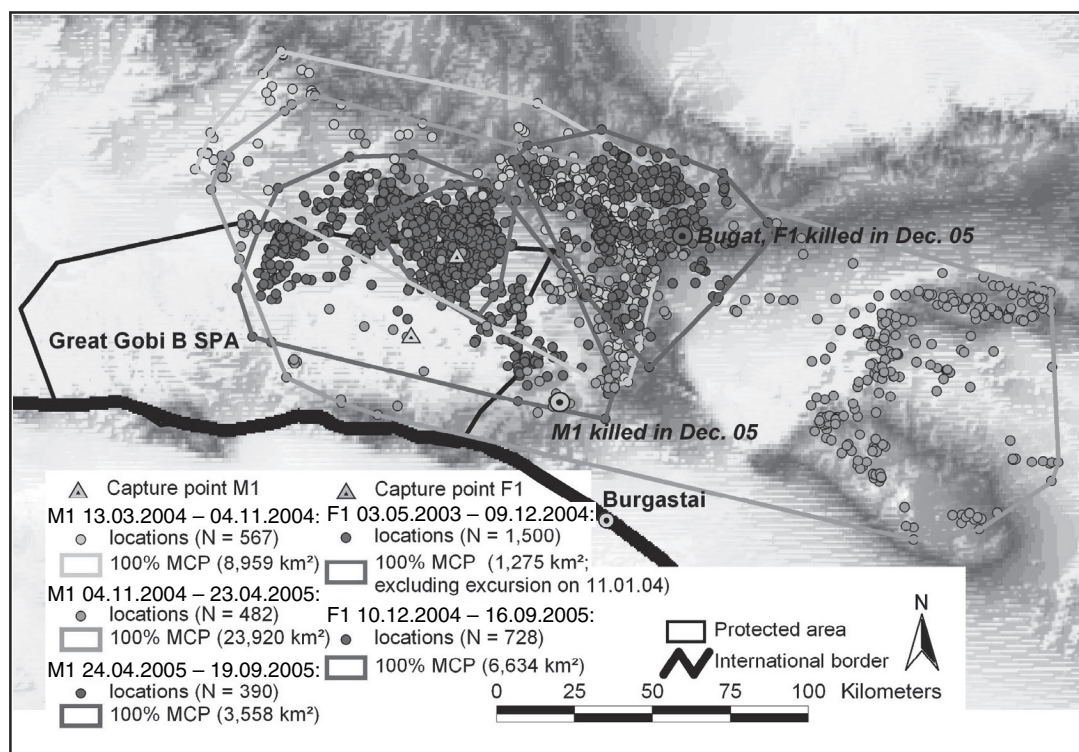 Bugat, F1 killed in Dec. 05
Great Gobi B SPA
M1 killed in Dec. 05
Burgastai
Capture point M1
M1 13.03.2004 – 04.11.2004:
locations (N = 567)
100% MCP (8,959 km²)
M1 04.11.2004 – 23.04.2005:
locations (N = 482)
100% MCP (23,920 km²)
M1 24.04.2005 – 19.09.2005:
locations (N = 390)
100% MCP (3,558 km²)
Capture point F1
F1 03.05.2003 – 09.12.2004:
locations (N = 1,500)
100% MCP (1,275 km²;
excluding excursion on 11.01.04)
F1 10.12.2004 – 16.09.2005:
locations (N = 728)
100% MCP (6,634 km²)
Protected area
International border
N
0 25 50 75 100 Kilometers